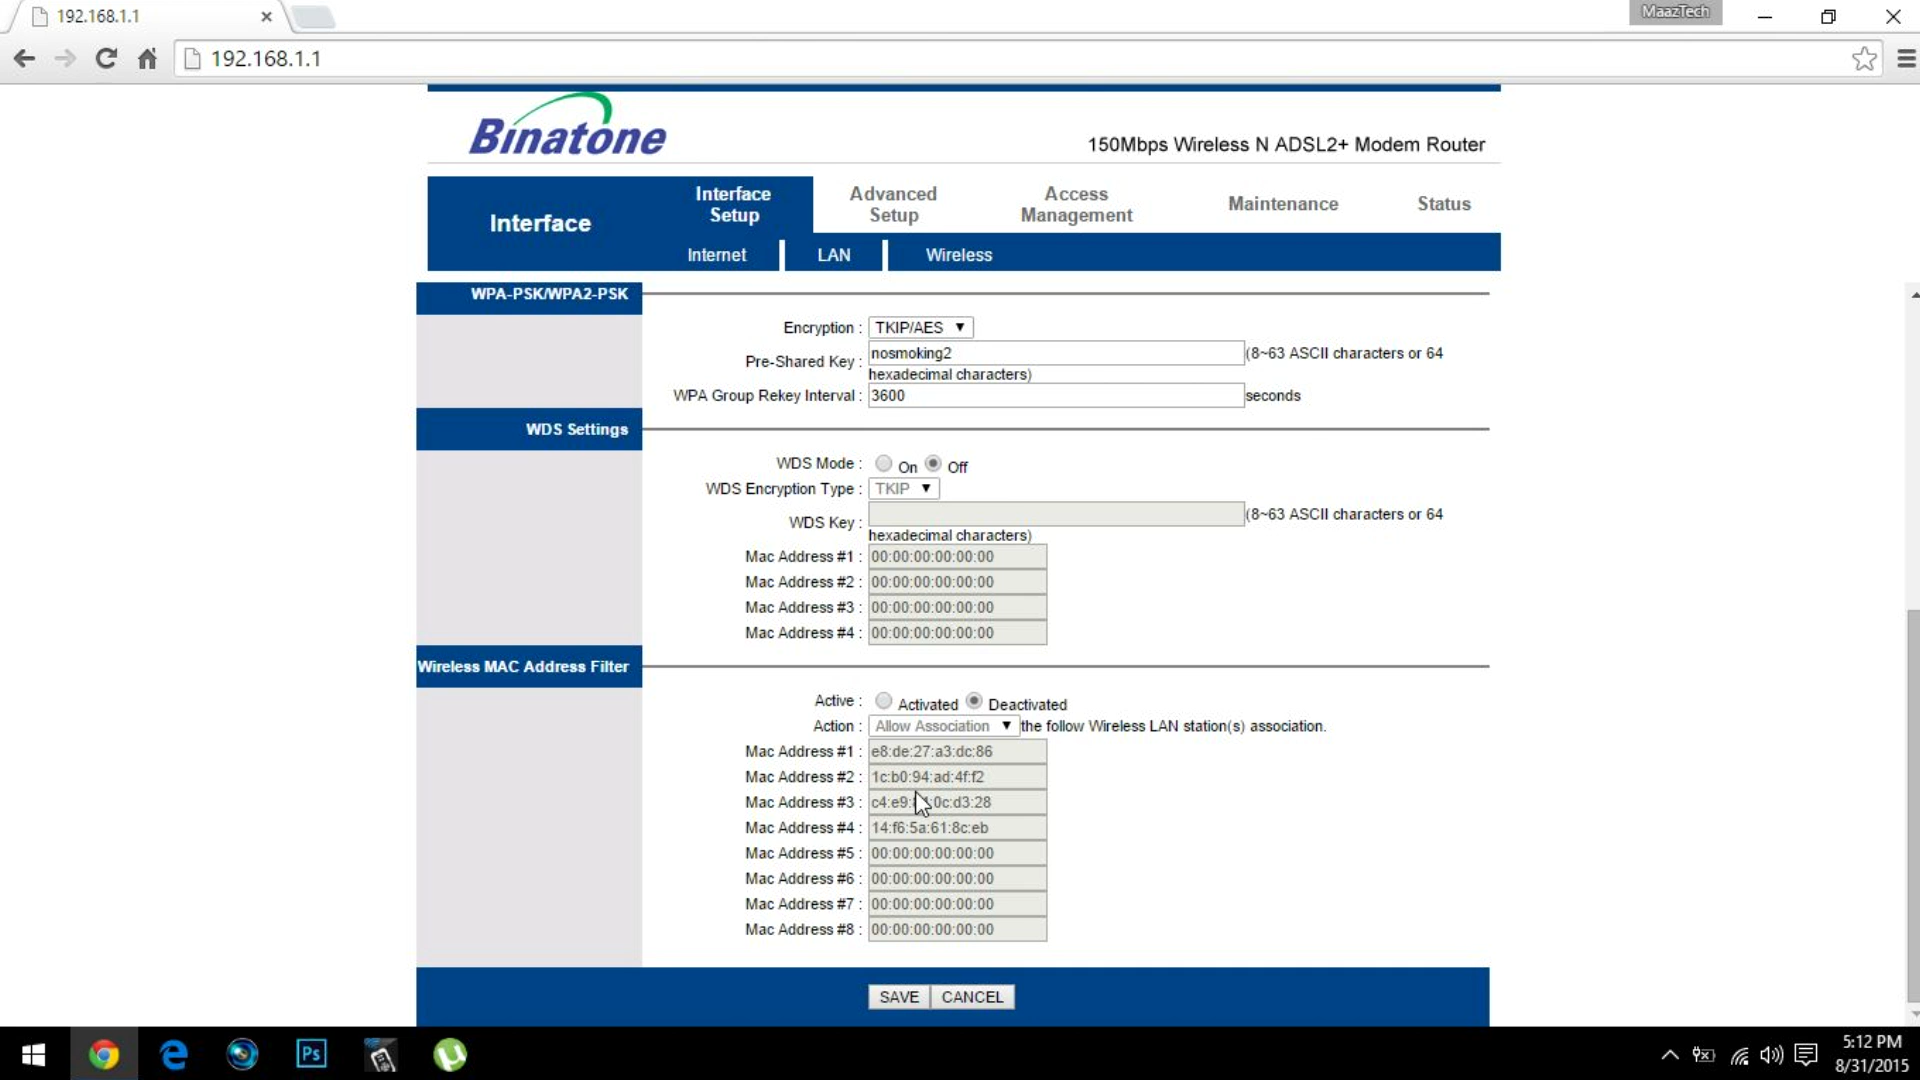 192.168.1.1
MaazTech
192.168.1.1
Binatone
150Mbps Wireless N ADSL2+ Modem Router
Interface
Interface Setup
Advanced Setup
Access Management
Maintenance
Status
Internet
LAN
Wireless
WPA-PSK/WPA2-PSK
Encryption : TKIP/AES
Pre-Shared Key : nosmoking2 (8~63 ASCII characters or 64
hexadecimal characters)
WPA Group Rekey Interval : 3600 seconds
WDS Settings
WDS Mode : On Off
WDS Encryption Type : TKIP
WDS Key : (8~63 ASCII characters or 64
hexadecimal characters)
Mac Address #1 : 00:00:00:00:00:00
Mac Address #2 : 00:00:00:00:00:00
Mac Address #3 : 00:00:00:00:00:00
Mac Address #4 : 00:00:00:00:00:00
Wireless MAC Address Filter
Active : Activated Deactivated
Action : Allow Association the follow Wireless LAN station(s) association.
Mac Address #1 : e8:de:27:a3:dc:86
Mac Address #2 : 1c:b0:94:ad:4f:f2
Mac Address #3 : c4:e9: :0c:d3:28
Mac Address #4 : 14:f6:5a:61:8c:eb
Mac Address #5 : 00:00:00:00:00:00
Mac Address #6 : 00:00:00:00:00:00
Mac Address #7 : 00:00:00:00:00:00
Mac Address #8 : 00:00:00:00:00:00
SAVE CANCEL
Ps
5:12 PM
8/31/2015